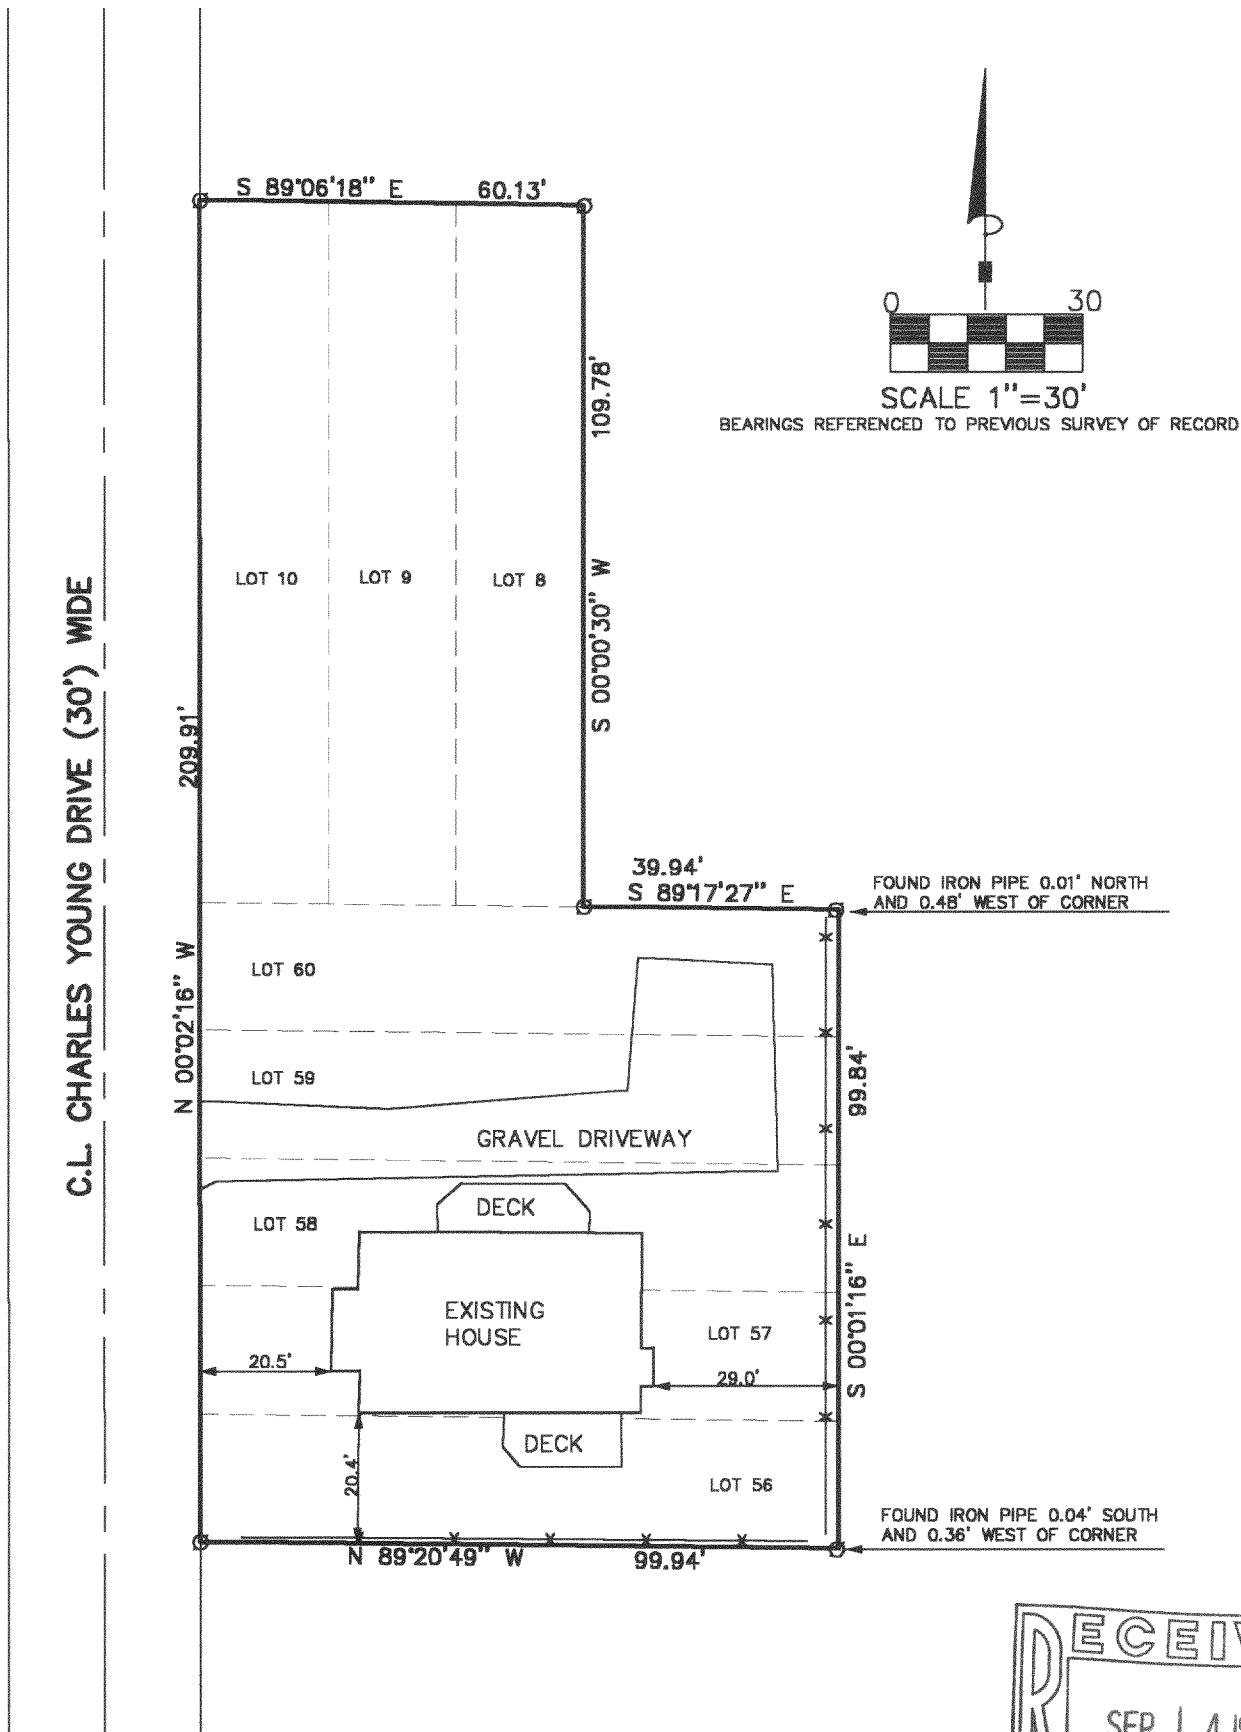 S 89°06'18" E 60.13'
0 30
SCALE 1"=30'
BEARINGS REFERENCED TO PREVIOUS SURVEY OF RECORD
109.78'
S 00°00'30" W
LOT 10 LOT 9 LOT 8
C.L. CHARLES YOUNG DRIVE (30') WIDE
209.91'
N 00°02'16" W
39.94'
S 89°17'27" E
FOUND IRON PIPE 0.01' NORTH
AND 0.48' WEST OF CORNER
LOT 60
LOT 59
99.84'
S 00°01'16" E
GRAVEL DRIVEWAY
DECK
LOT 58
EXISTING
HOUSE
LOT 57
20.5'
29.0'
20.4'
DECK
LOT 56
FOUND IRON PIPE 0.04' SOUTH
AND 0.36' WEST OF CORNER
N 89°20'49" W 99.94'
SEP